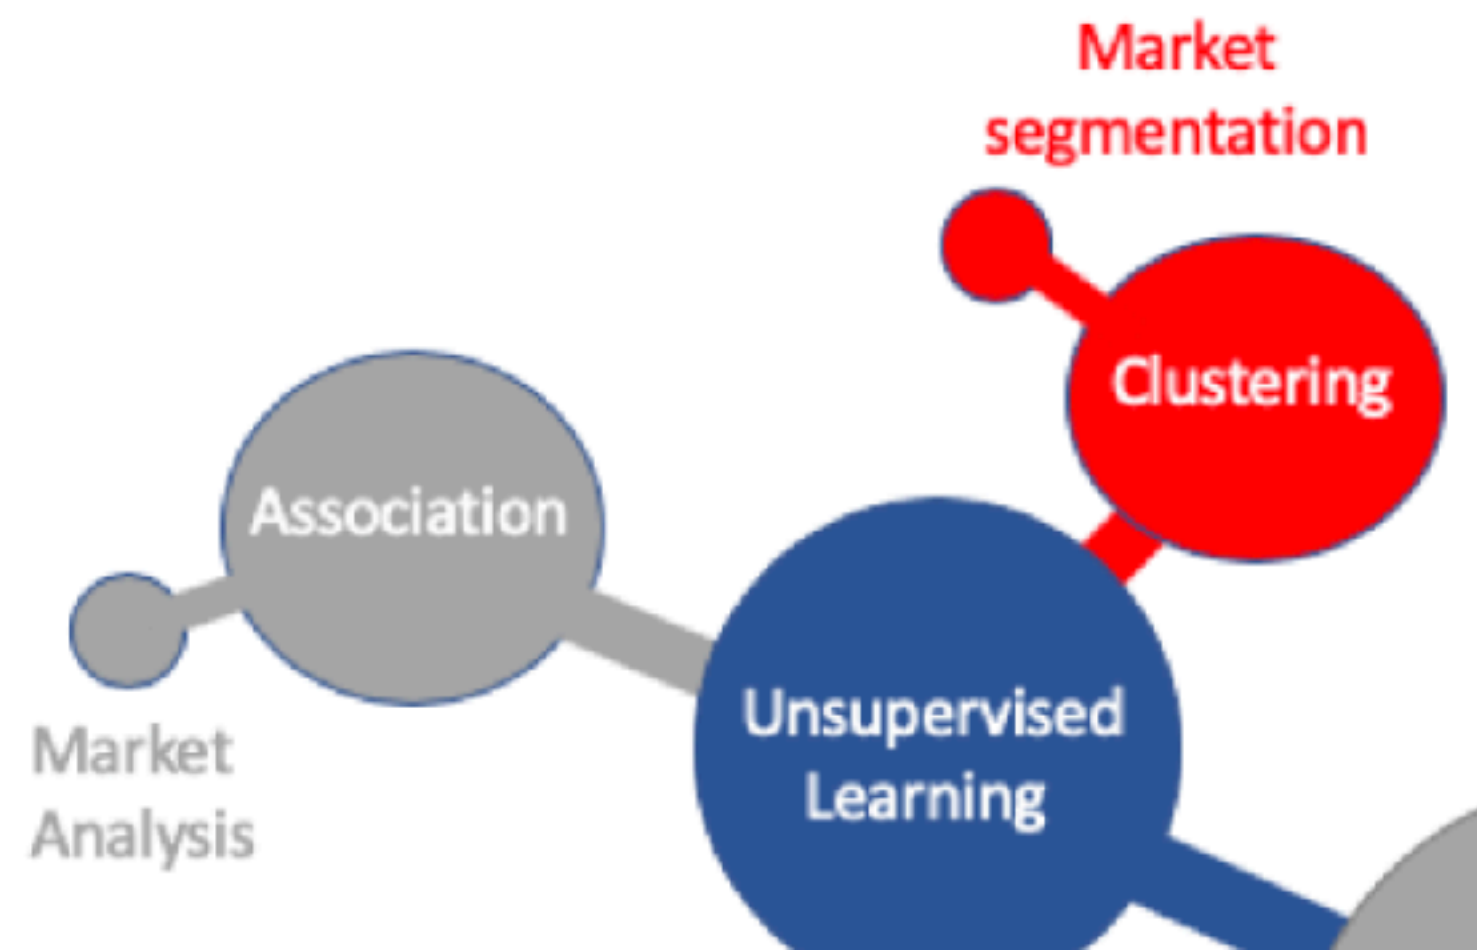 Market
segmentation
Clustering
Association
Market
Analysis
Unsupervised
Learning